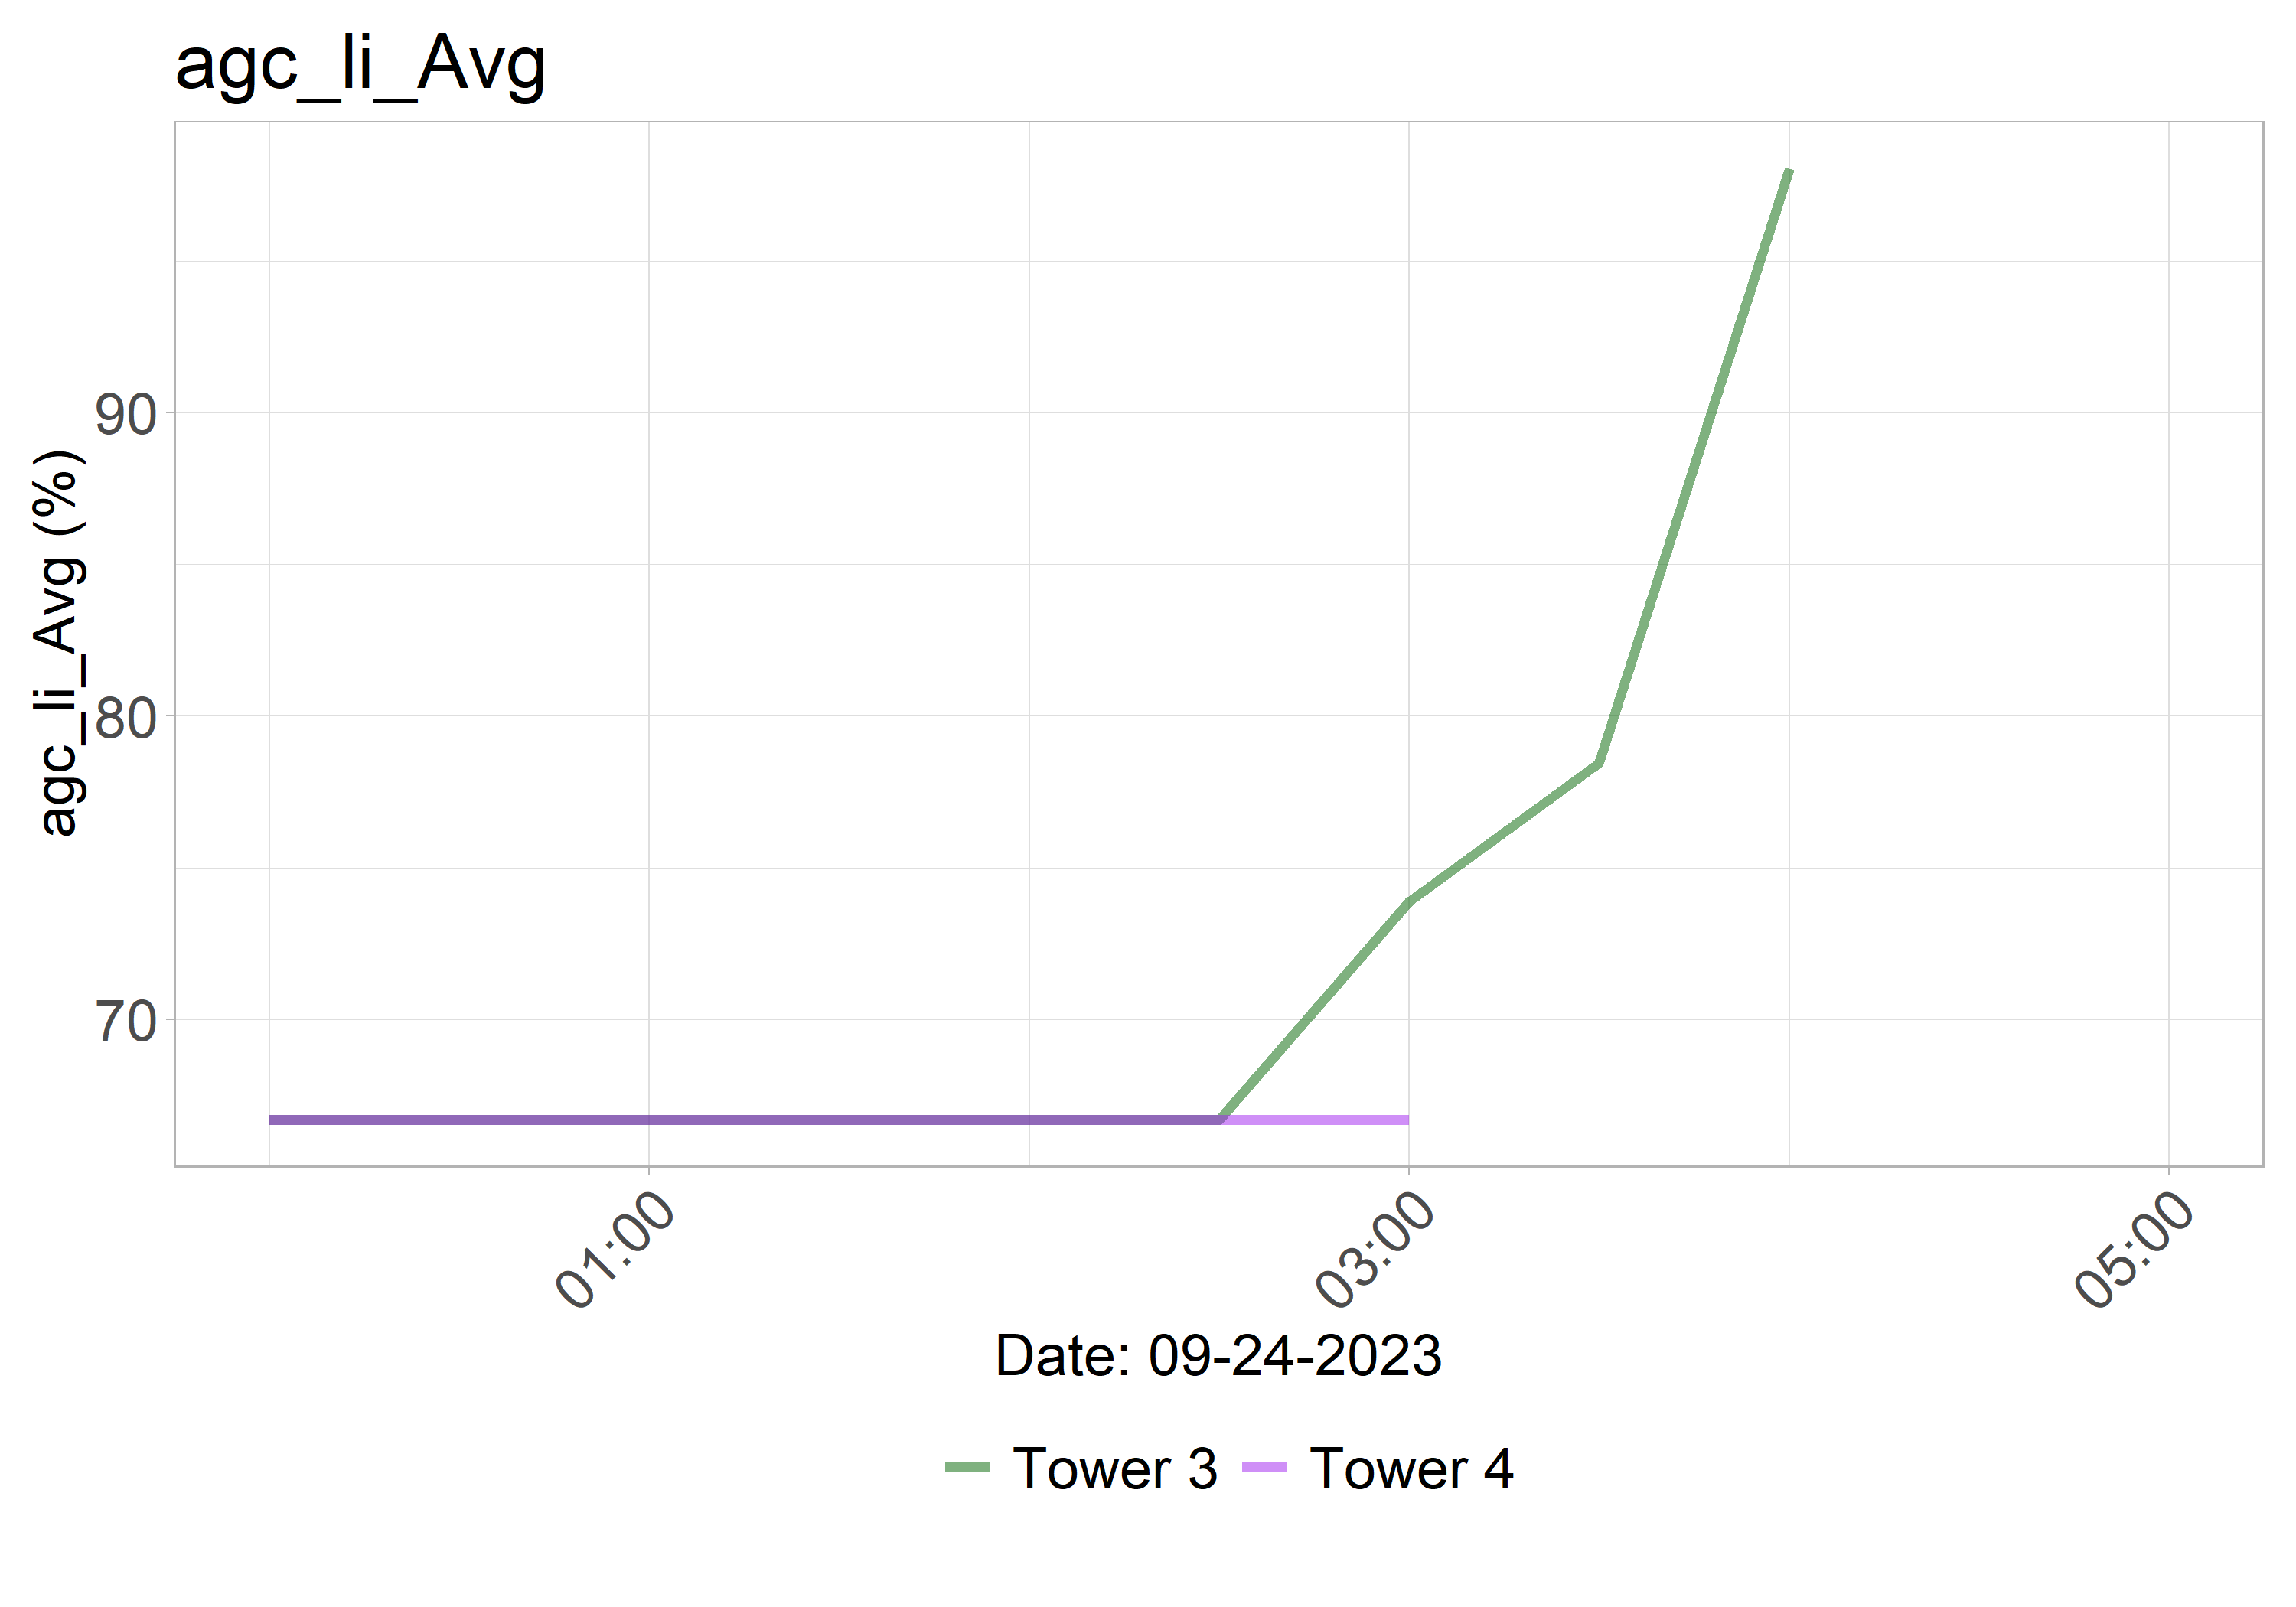 agc_li_Avg
agc_li_Avg (%)
90
80
70
01:00
03:00
05:00
Date: 09-24-2023
Tower 3
Tower 4